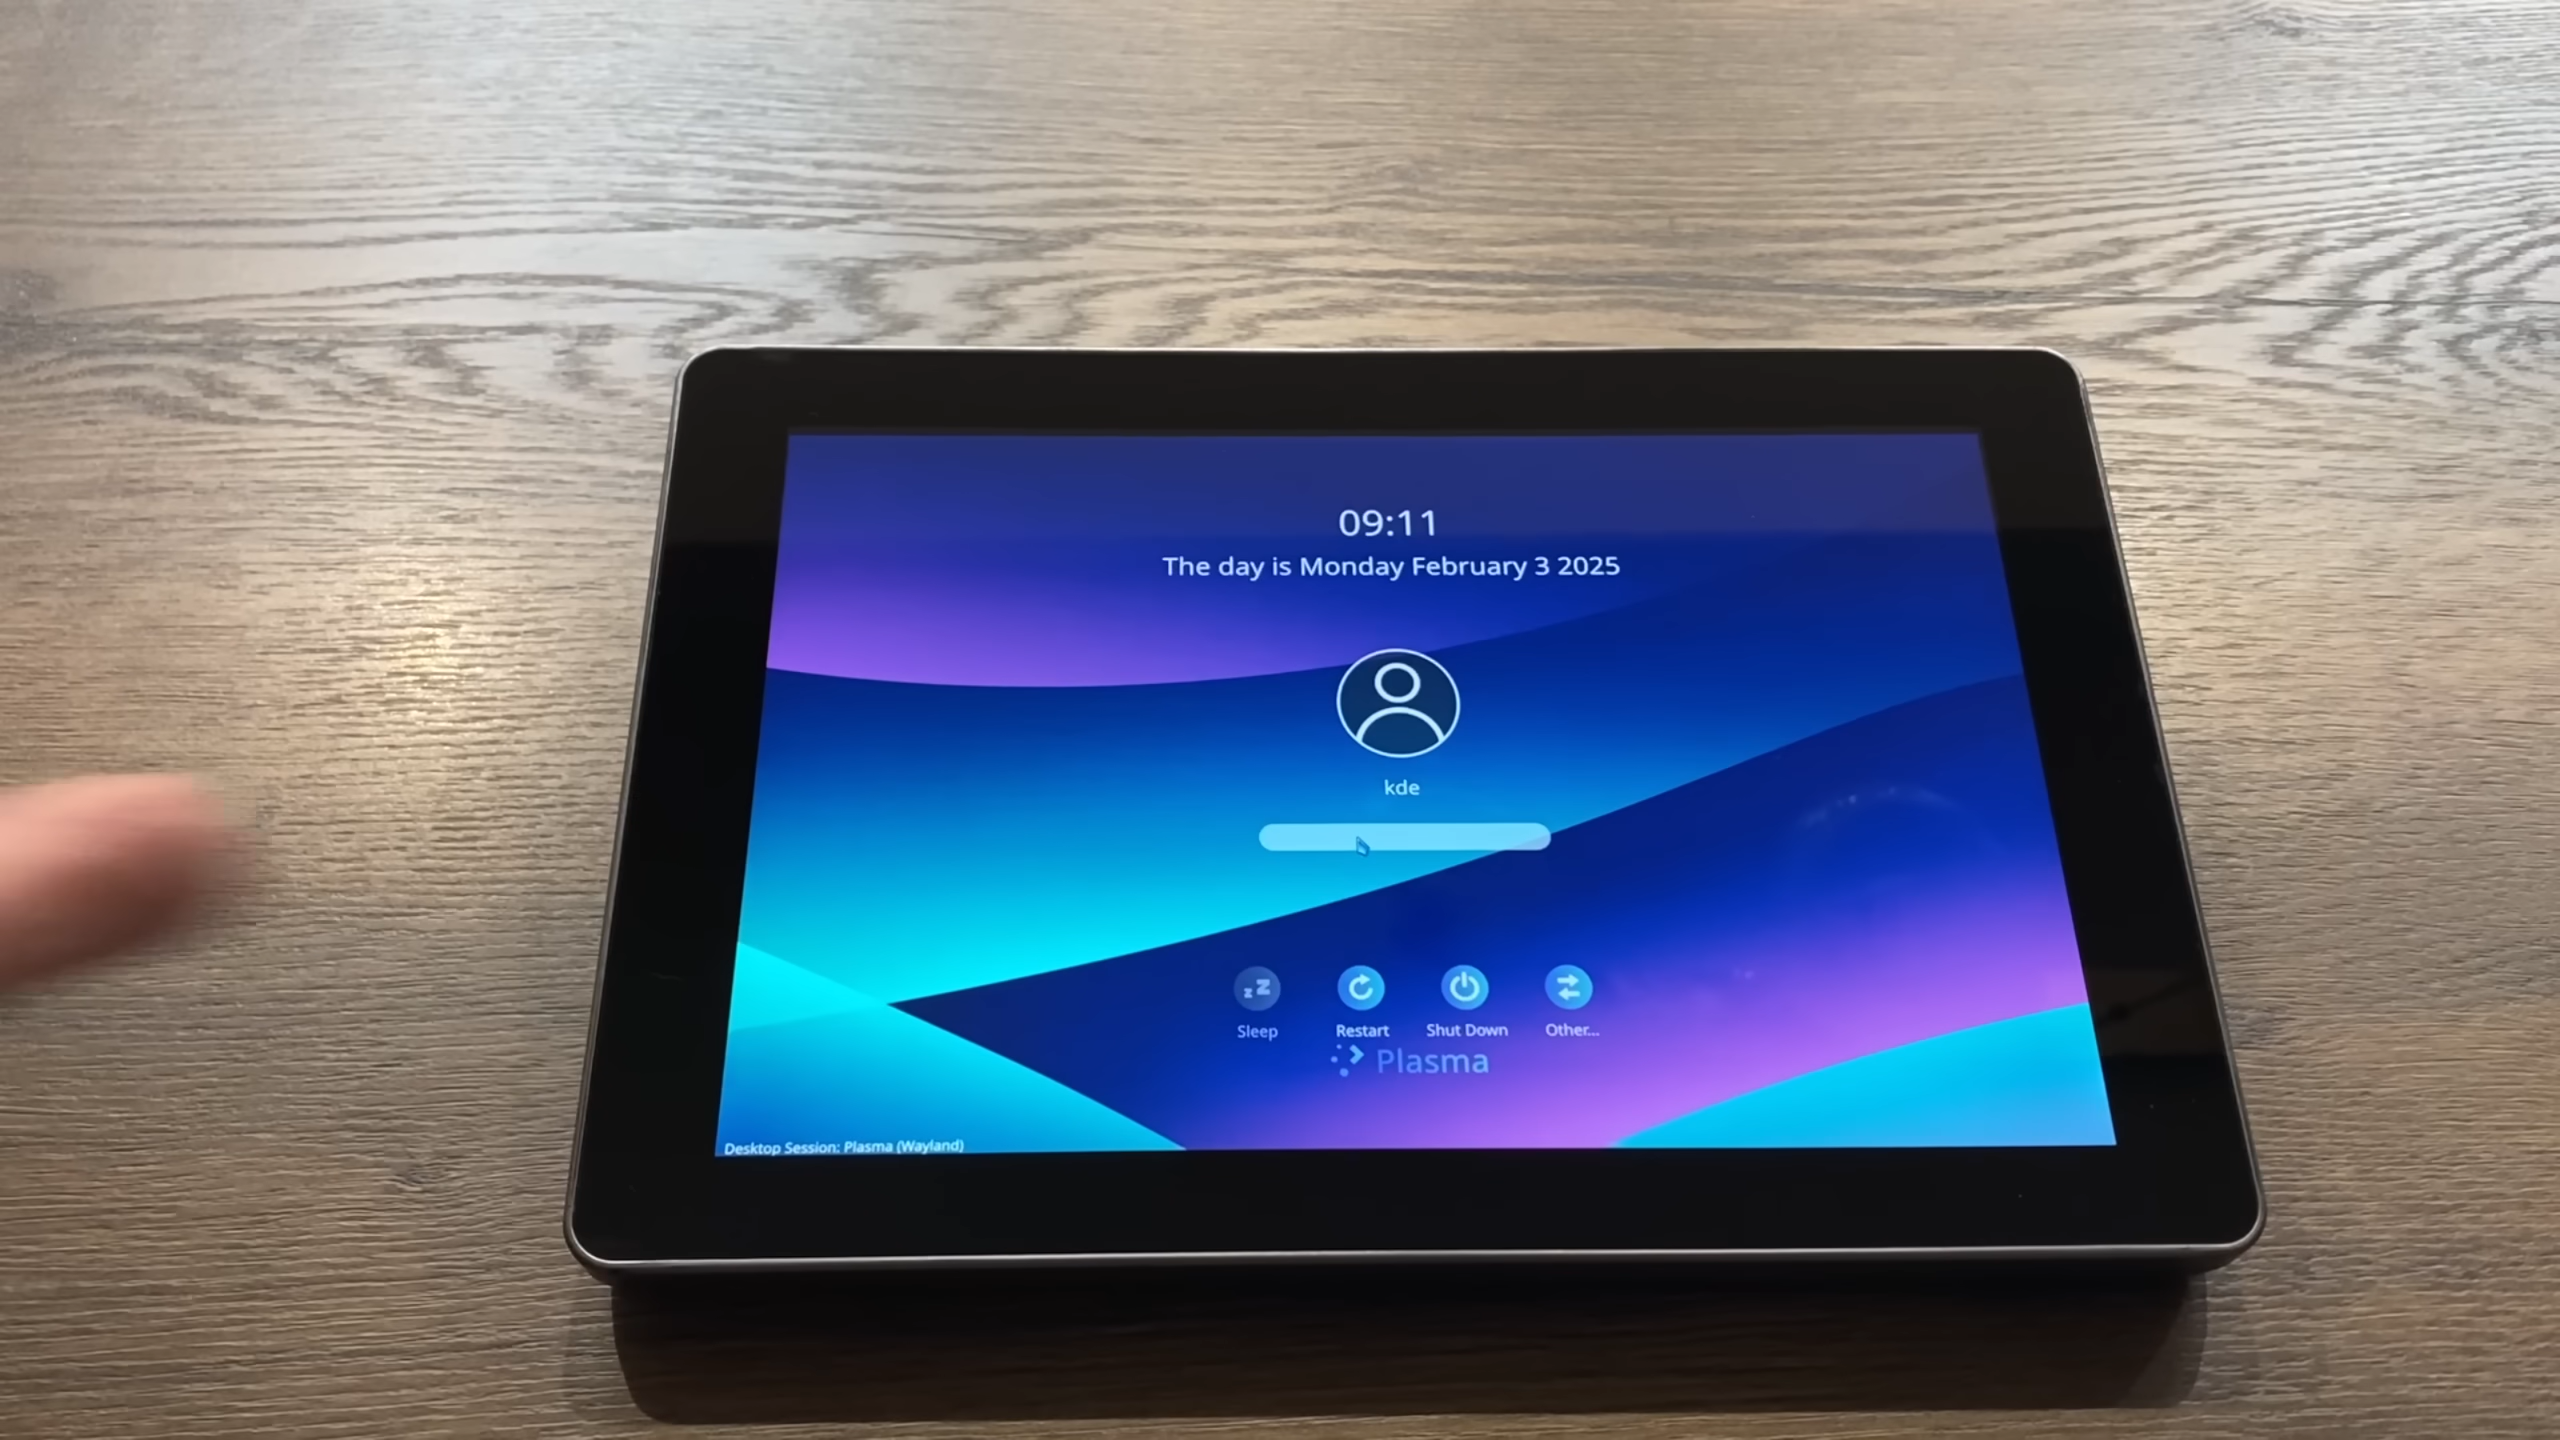 09:11
The day is Monday February 3 2025
kde
Sleep Restart Shut Down Other...
Plasma
Desktop Session: Plasma (Wayland)